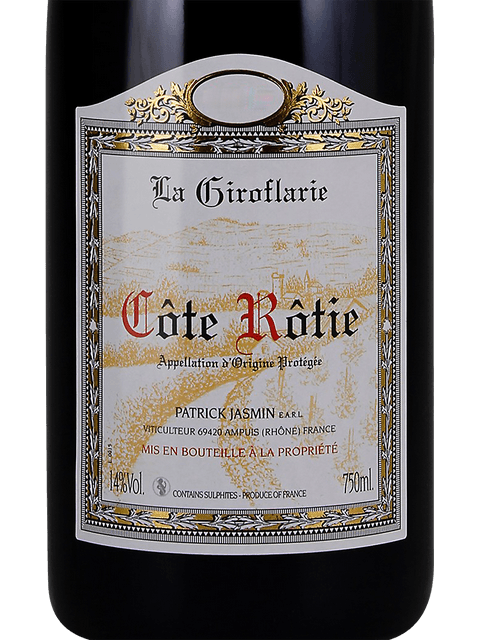 La Giroflarie
Côte Rôtie
Appellation d'Origine Protégée
PATRICK JASMIN E.A.R.L
VITICULTEUR 69420 AMPUIS (RHÔNE) FRANCE
MIS EN BOUTEILLE À LA PROPRIÉTÉ
14%Vol.
CONTAINS SULPHITES - PRODUCE OF FRANCE
750ml.